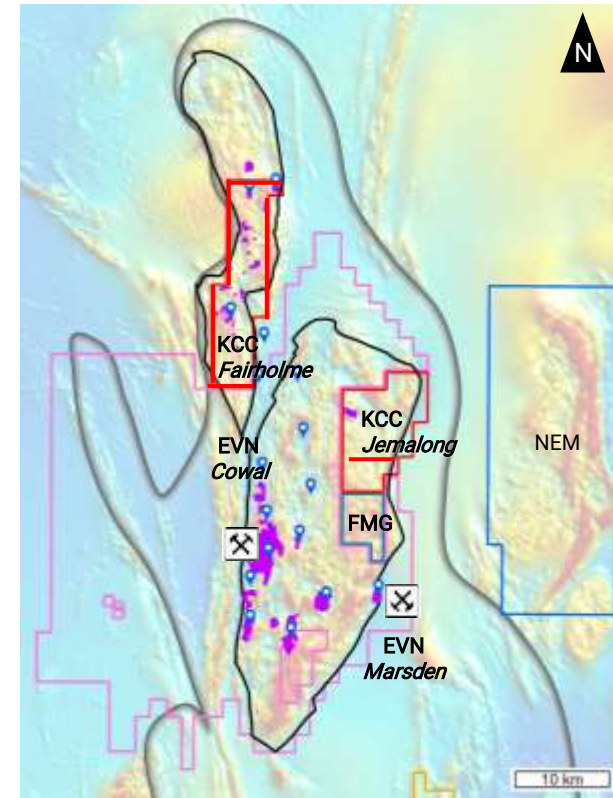 N
KCC
Fairholme
KCC
Jemalong
EVN
Cowal
NEM
FMG
EVN
Marsden
10 km